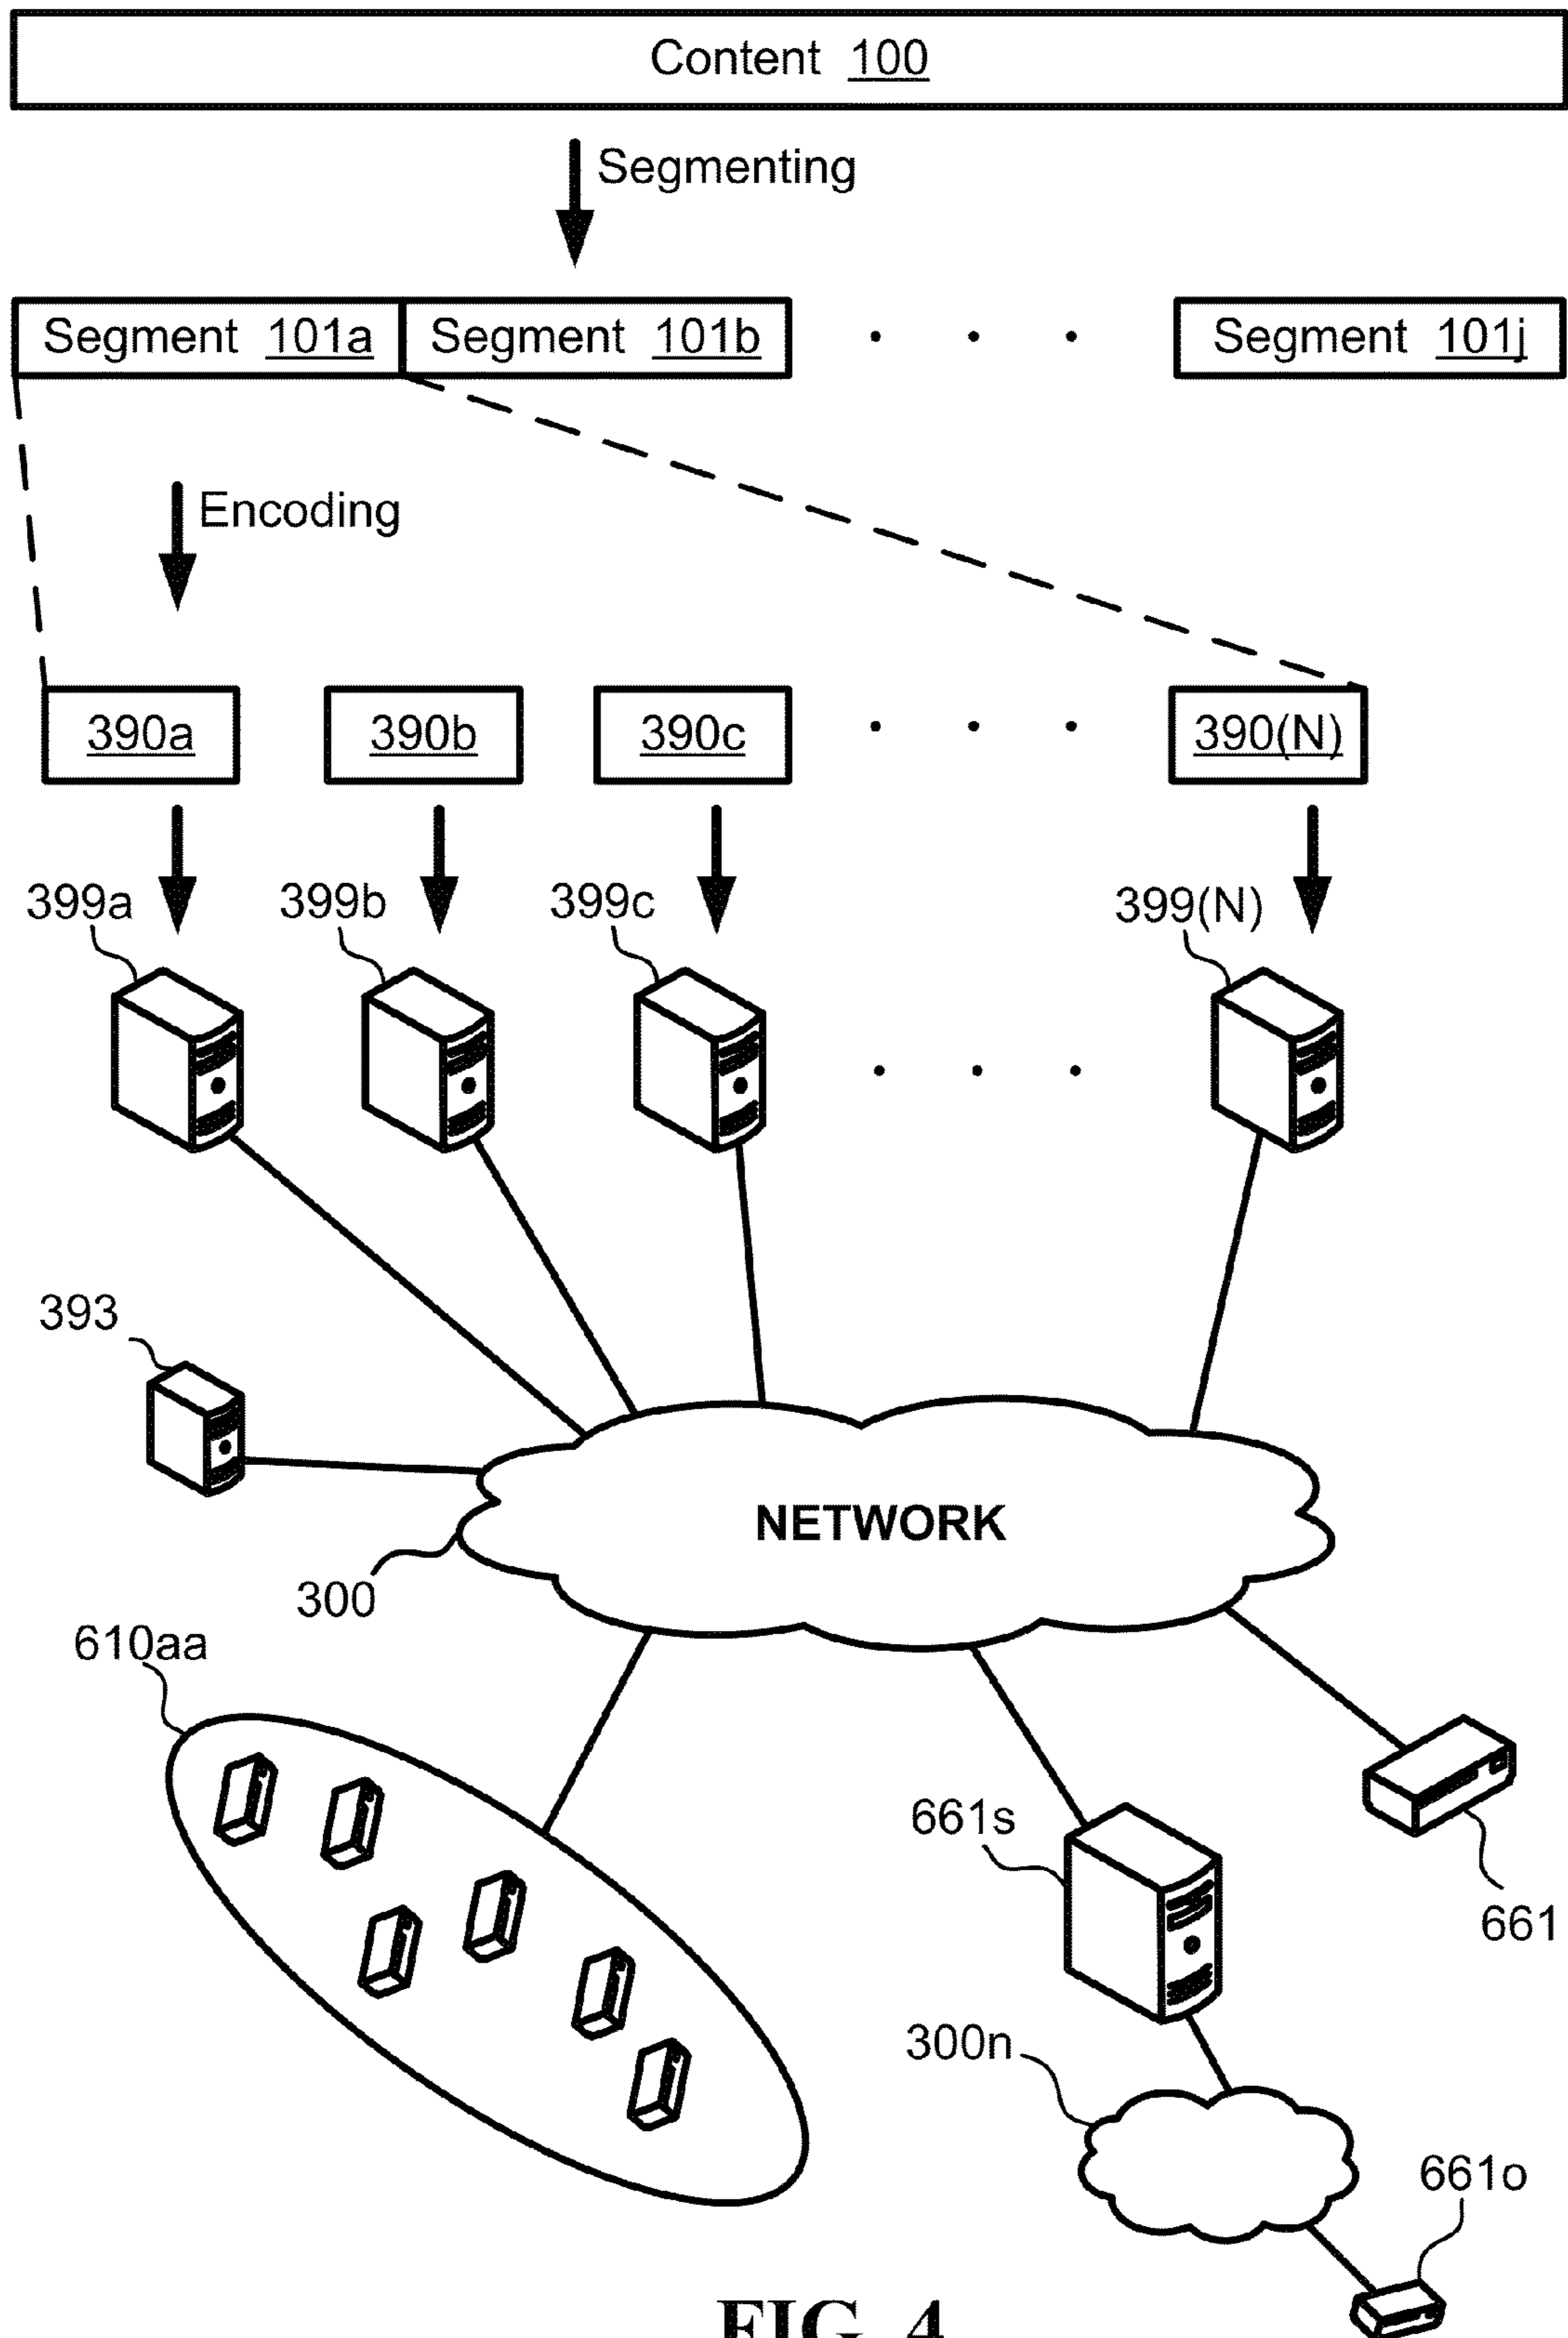 Content 100
Segmenting
Segment 101a
Segment 101b
Segment 101j
Encoding
390a
390b
390c
390(N)
399a
399b
399c
399(N)
393
NETWORK
300
610aa
661s
661
300n
661o
FIG. 4